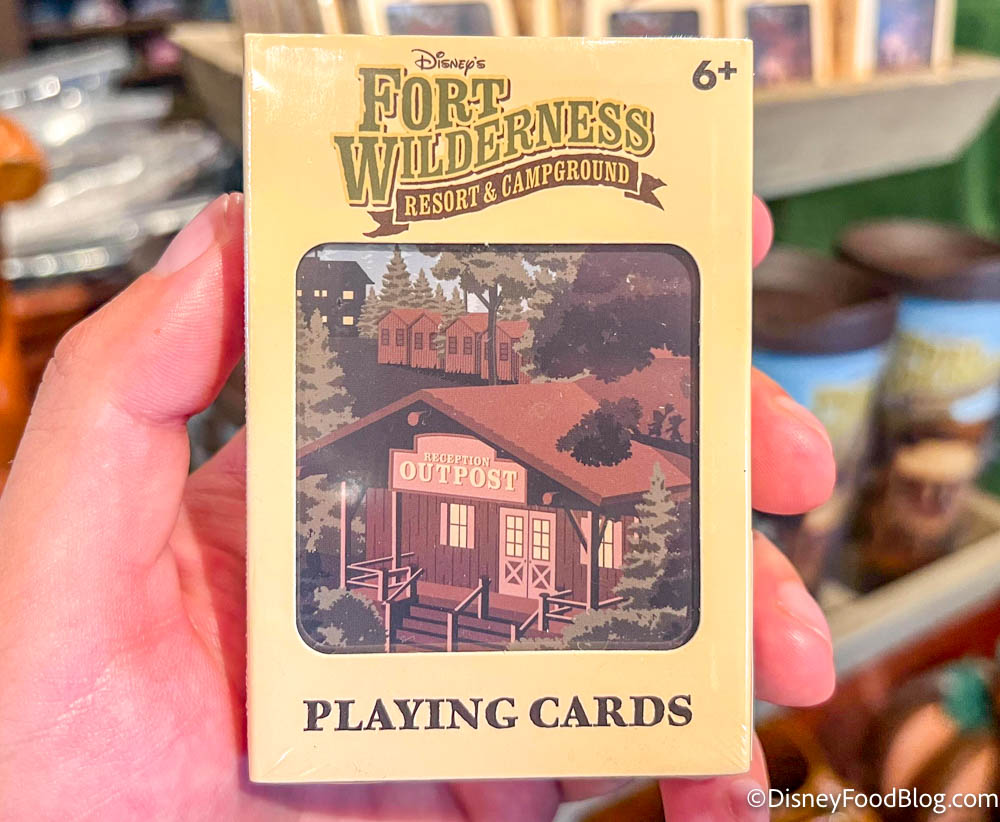 Disney's
6+
FORT
WILDERNESS
RESORT & CAMPGROUND
RECEPTION
OUTPOST
PLAYING CARDS
©DisneyFoodBlog.com